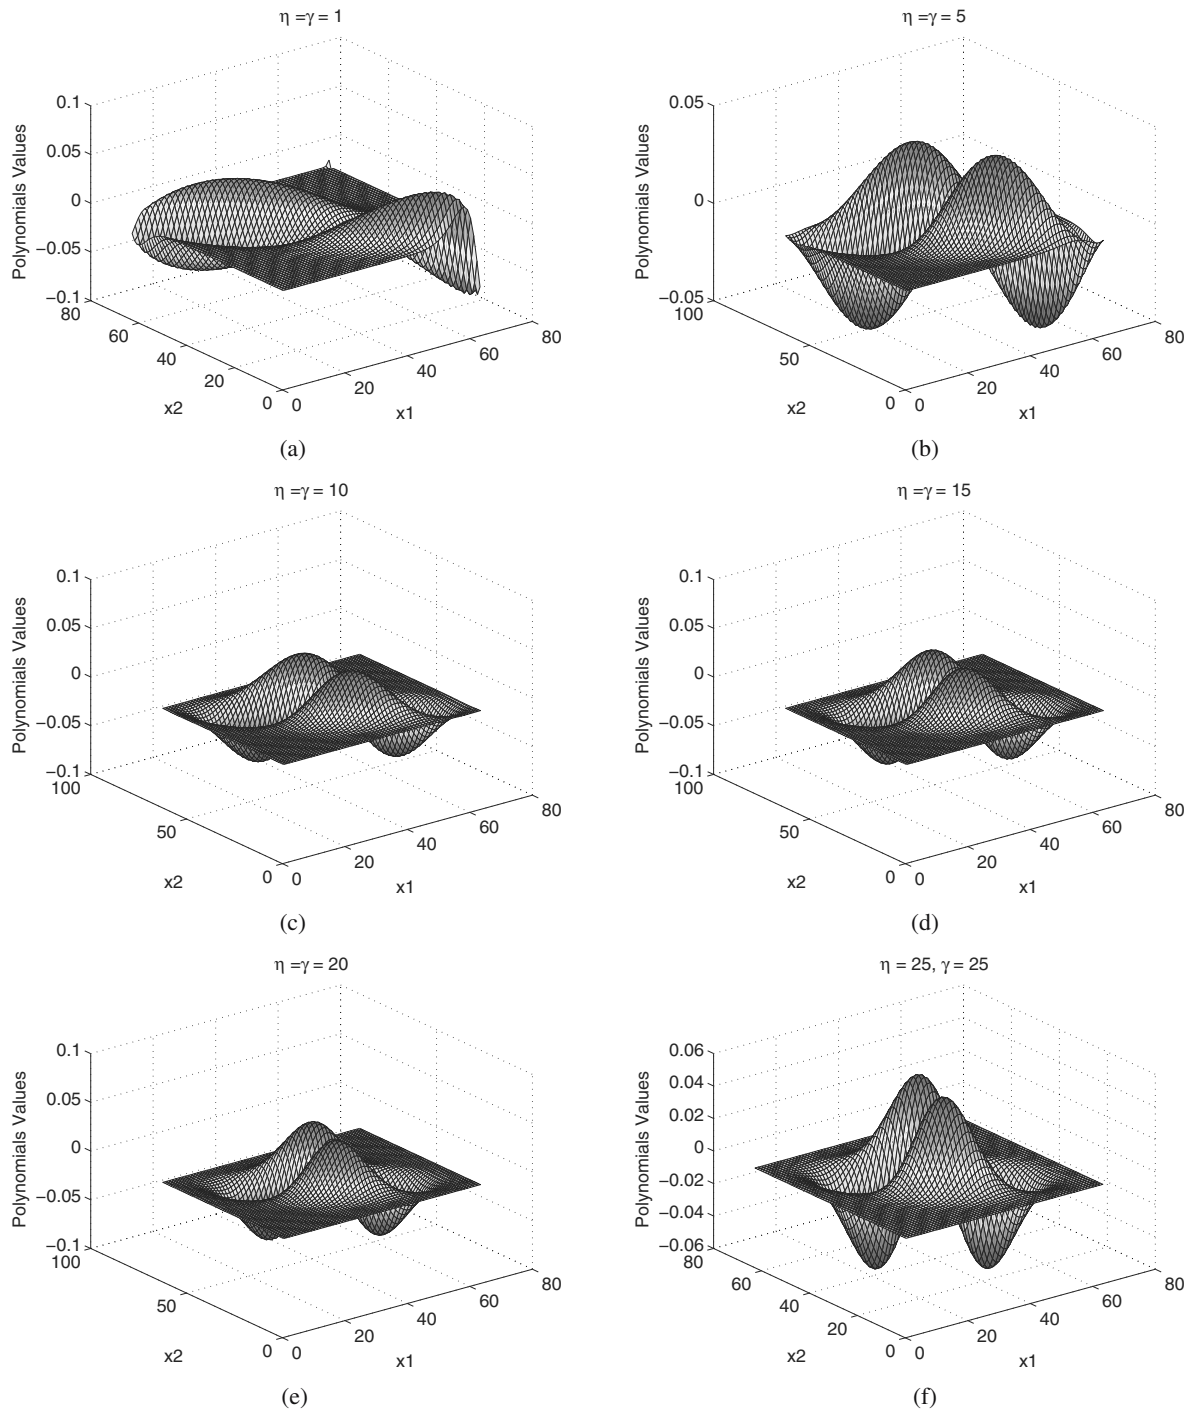 η =γ = 1
0.1
0.05
0
−0.05
−0.1
Polynomials Values
80
60
40
20
0
x2
0
20
40
60
80
x1
(a)
η =γ = 5
0.05
0
−0.05
Polynomials Values
100
50
0
x2
0
20
40
60
80
x1
(b)
η =γ = 10
0.1
0.05
0
−0.05
−0.1
Polynomials Values
100
50
0
x2
0
20
40
60
80
x1
(c)
η =γ = 15
0.1
0.05
0
−0.05
−0.1
Polynomials Values
100
50
0
x2
0
20
40
60
80
x1
(d)
η =γ = 20
0.1
0.05
0
−0.05
−0.1
Polynomials Values
100
50
0
x2
0
20
40
60
80
x1
(e)
η = 25, γ = 25
0.06
0.04
0.02
0
−0.02
−0.04
−0.06
Polynomials Values
80
60
40
20
0
x2
0
20
40
60
80
x1
(f)